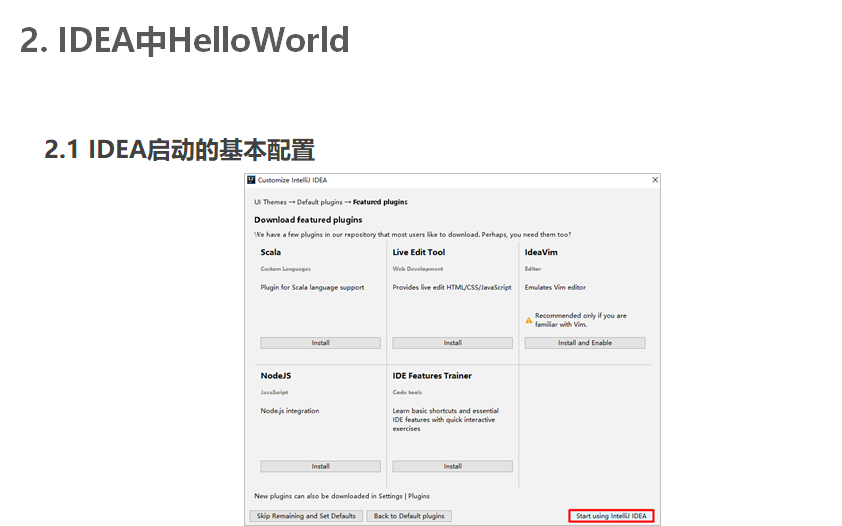 2. IDEA中HelloWorld
2.1 IDEA启动的基本配置
Customize IntelliJ IDEA
UI Themes → Default plugins → Featured plugins
Download featured plugins
We have a few plugins in our repository that most users like to download. Perhaps, you need them too?
Scala
Custom Languages
Plugin for Scala language support
Install
Live Edit Tool
Web Development
Provides live edit HTML/CSS/JavaScript
Install
IdeaVim
Editor
Emulates Vim editor
Recommended only if you are
familiar with Vim.
Install and Enable
NodeJS
JavaScript
Node.js integration
Install
IDE Features Trainer
Code tools
Learn basic shortcuts and essential
IDE features with quick interactive
exercises
Install
New plugins can also be downloaded in Settings | Plugins
Skip Remaining and Set Defaults
Back to Default plugins
Start using IntelliJ IDEA